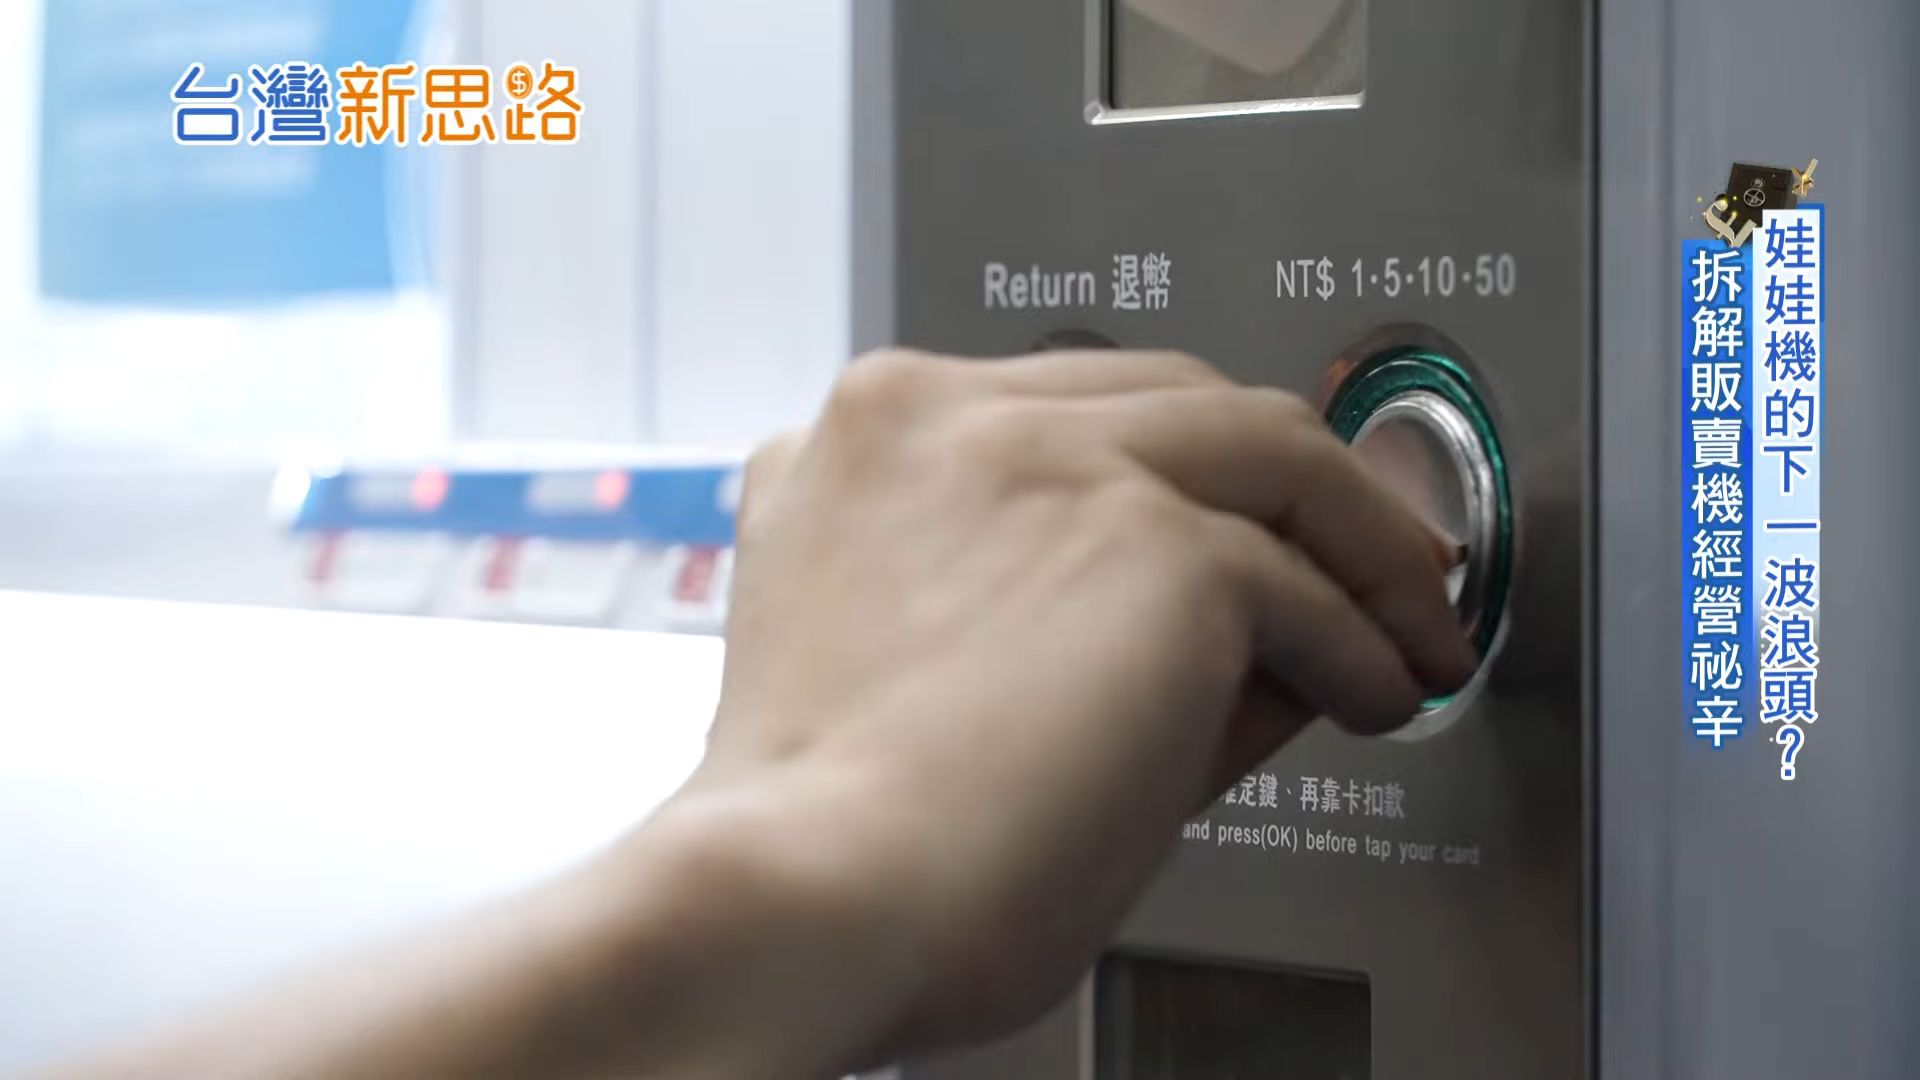 台灣新思路
娃娃機的下一波浪頭?
拆解販賣機經營祕辛
Return 退幣
NT$ 1·5·10·50
定鍵、再靠卡扣款
and press(OK) before tap your card